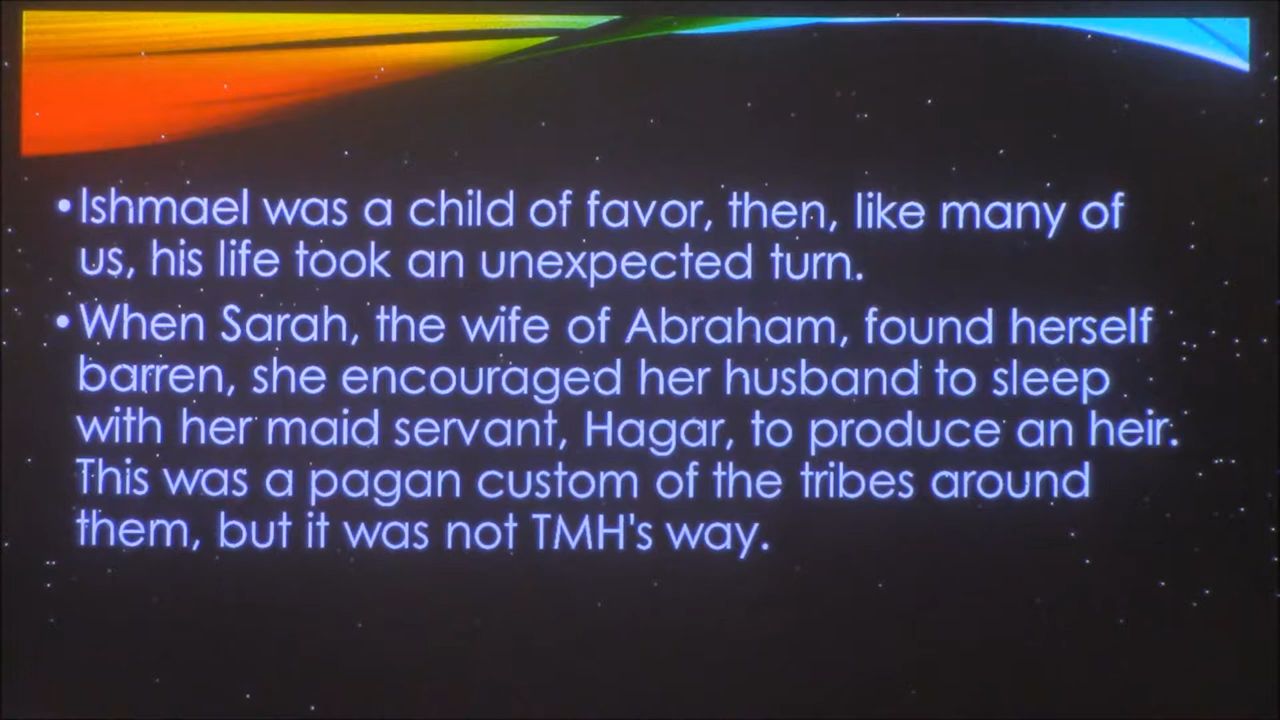 •Ishmael was a child of favor, then, like many of
us, his life took an unexpected turn.
•When Sarah, the wife of Abraham, found herself
barren, she encouraged her husband to sleep
with her maid servant, Hagar, to produce an heir.
This was a pagan custom of the tribes around
them, but it was not TMH's way.